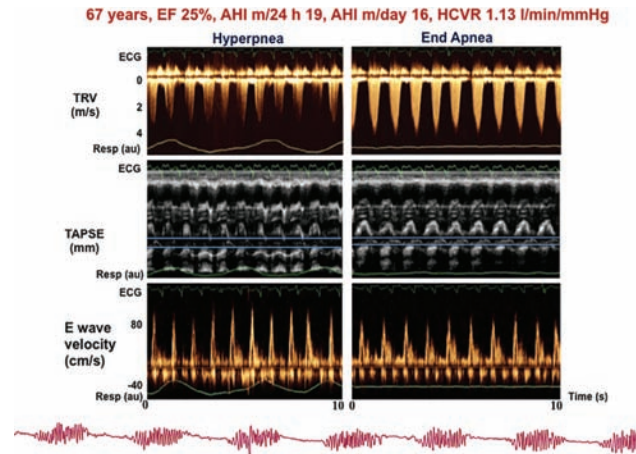 67 years, EF 25%, AHI m/24 h 19, AHI m/day 16, HCVR 1.13 l/min/mmHg
Hyperpnea End Apnea
ECG
0
TRV
(m/s)
2
4
Resp (au)
ECG
TAPSE
(mm)
Resp (au)
ECG
80
E wave
velocity
(cm/s)
-40
Resp (au)
Time (s)
0 10 0 10